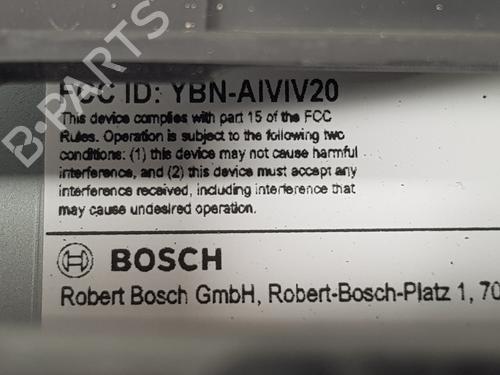 B-PARTS
FCC ID: YBN-AIVIV20
This device complies with part 15 of the FCC
Rules. Operation is subject to the following two
conditions: (1) this device may not cause harmful
interference, and (2) this device must accept any
interference received, including interference that
may cause undesired operation.
BOSCH
Robert Bosch GmbH, Robert-Bosch-Platz 1, 70